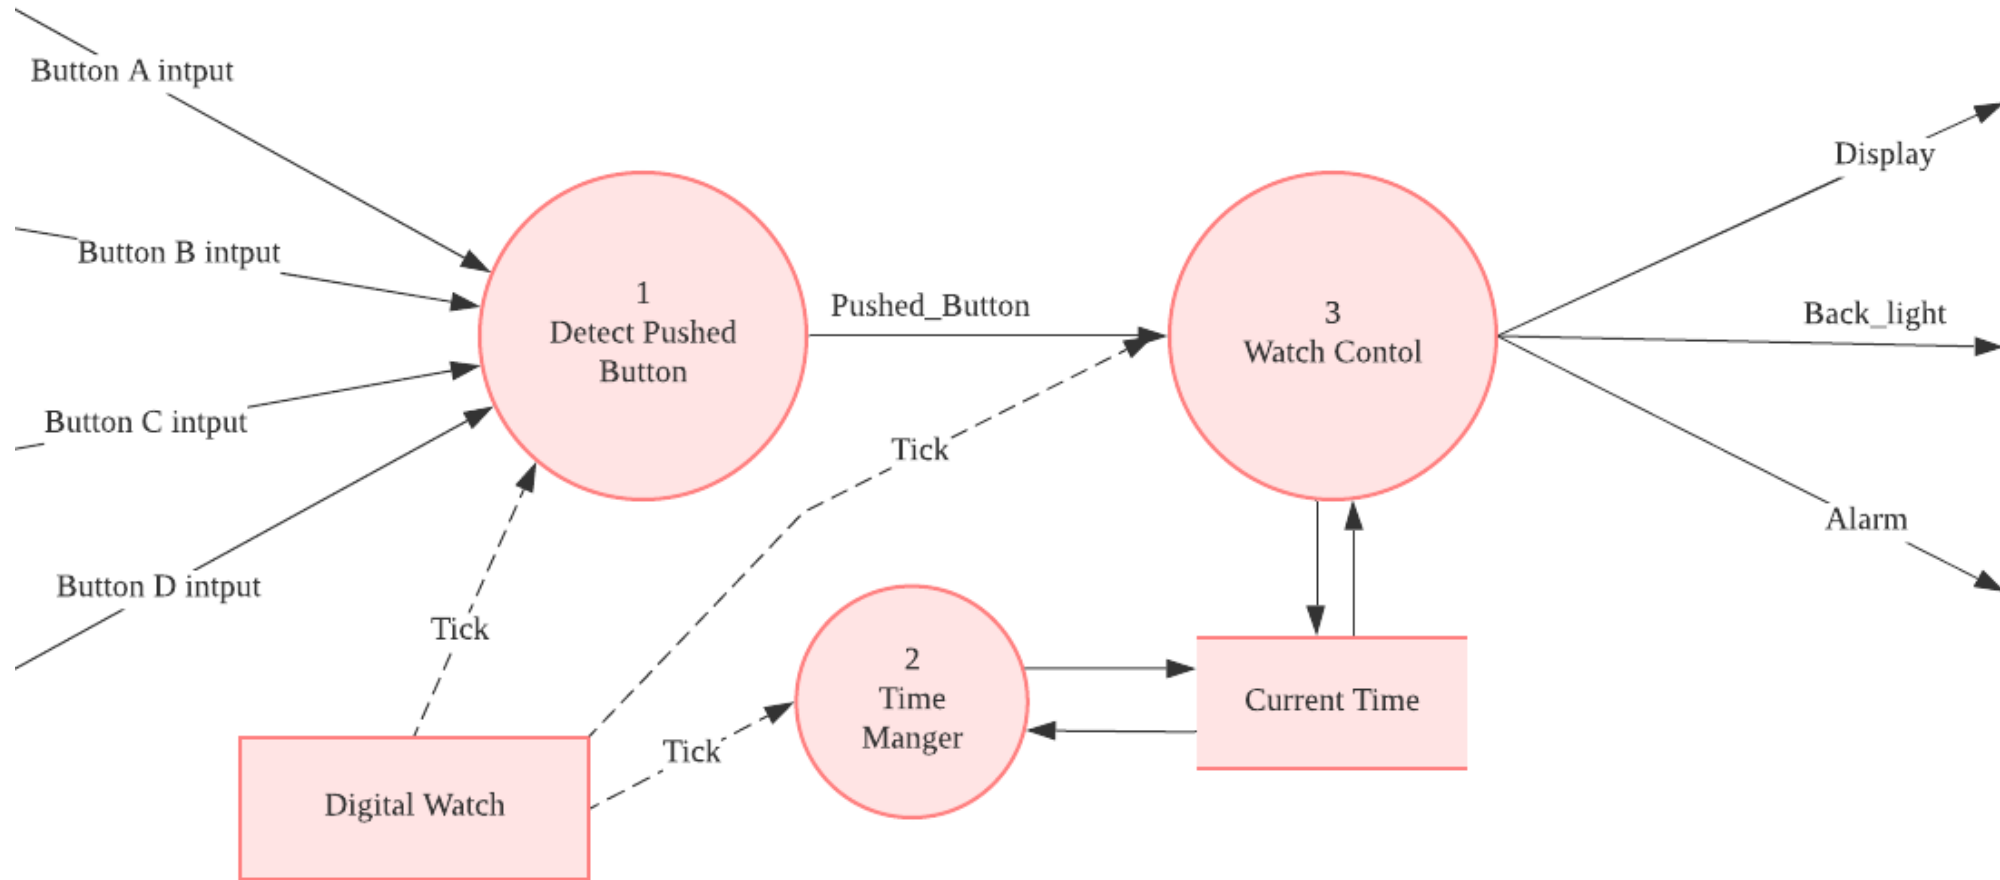 Button A intput
Button B intput
Button C intput
Button D intput
1
Detect Pushed
Button
Pushed_Button
3
Watch Contol
Display
Back_light
Alarm
Tick
Tick
Tick
2
Time
Manger
Current Time
Digital Watch